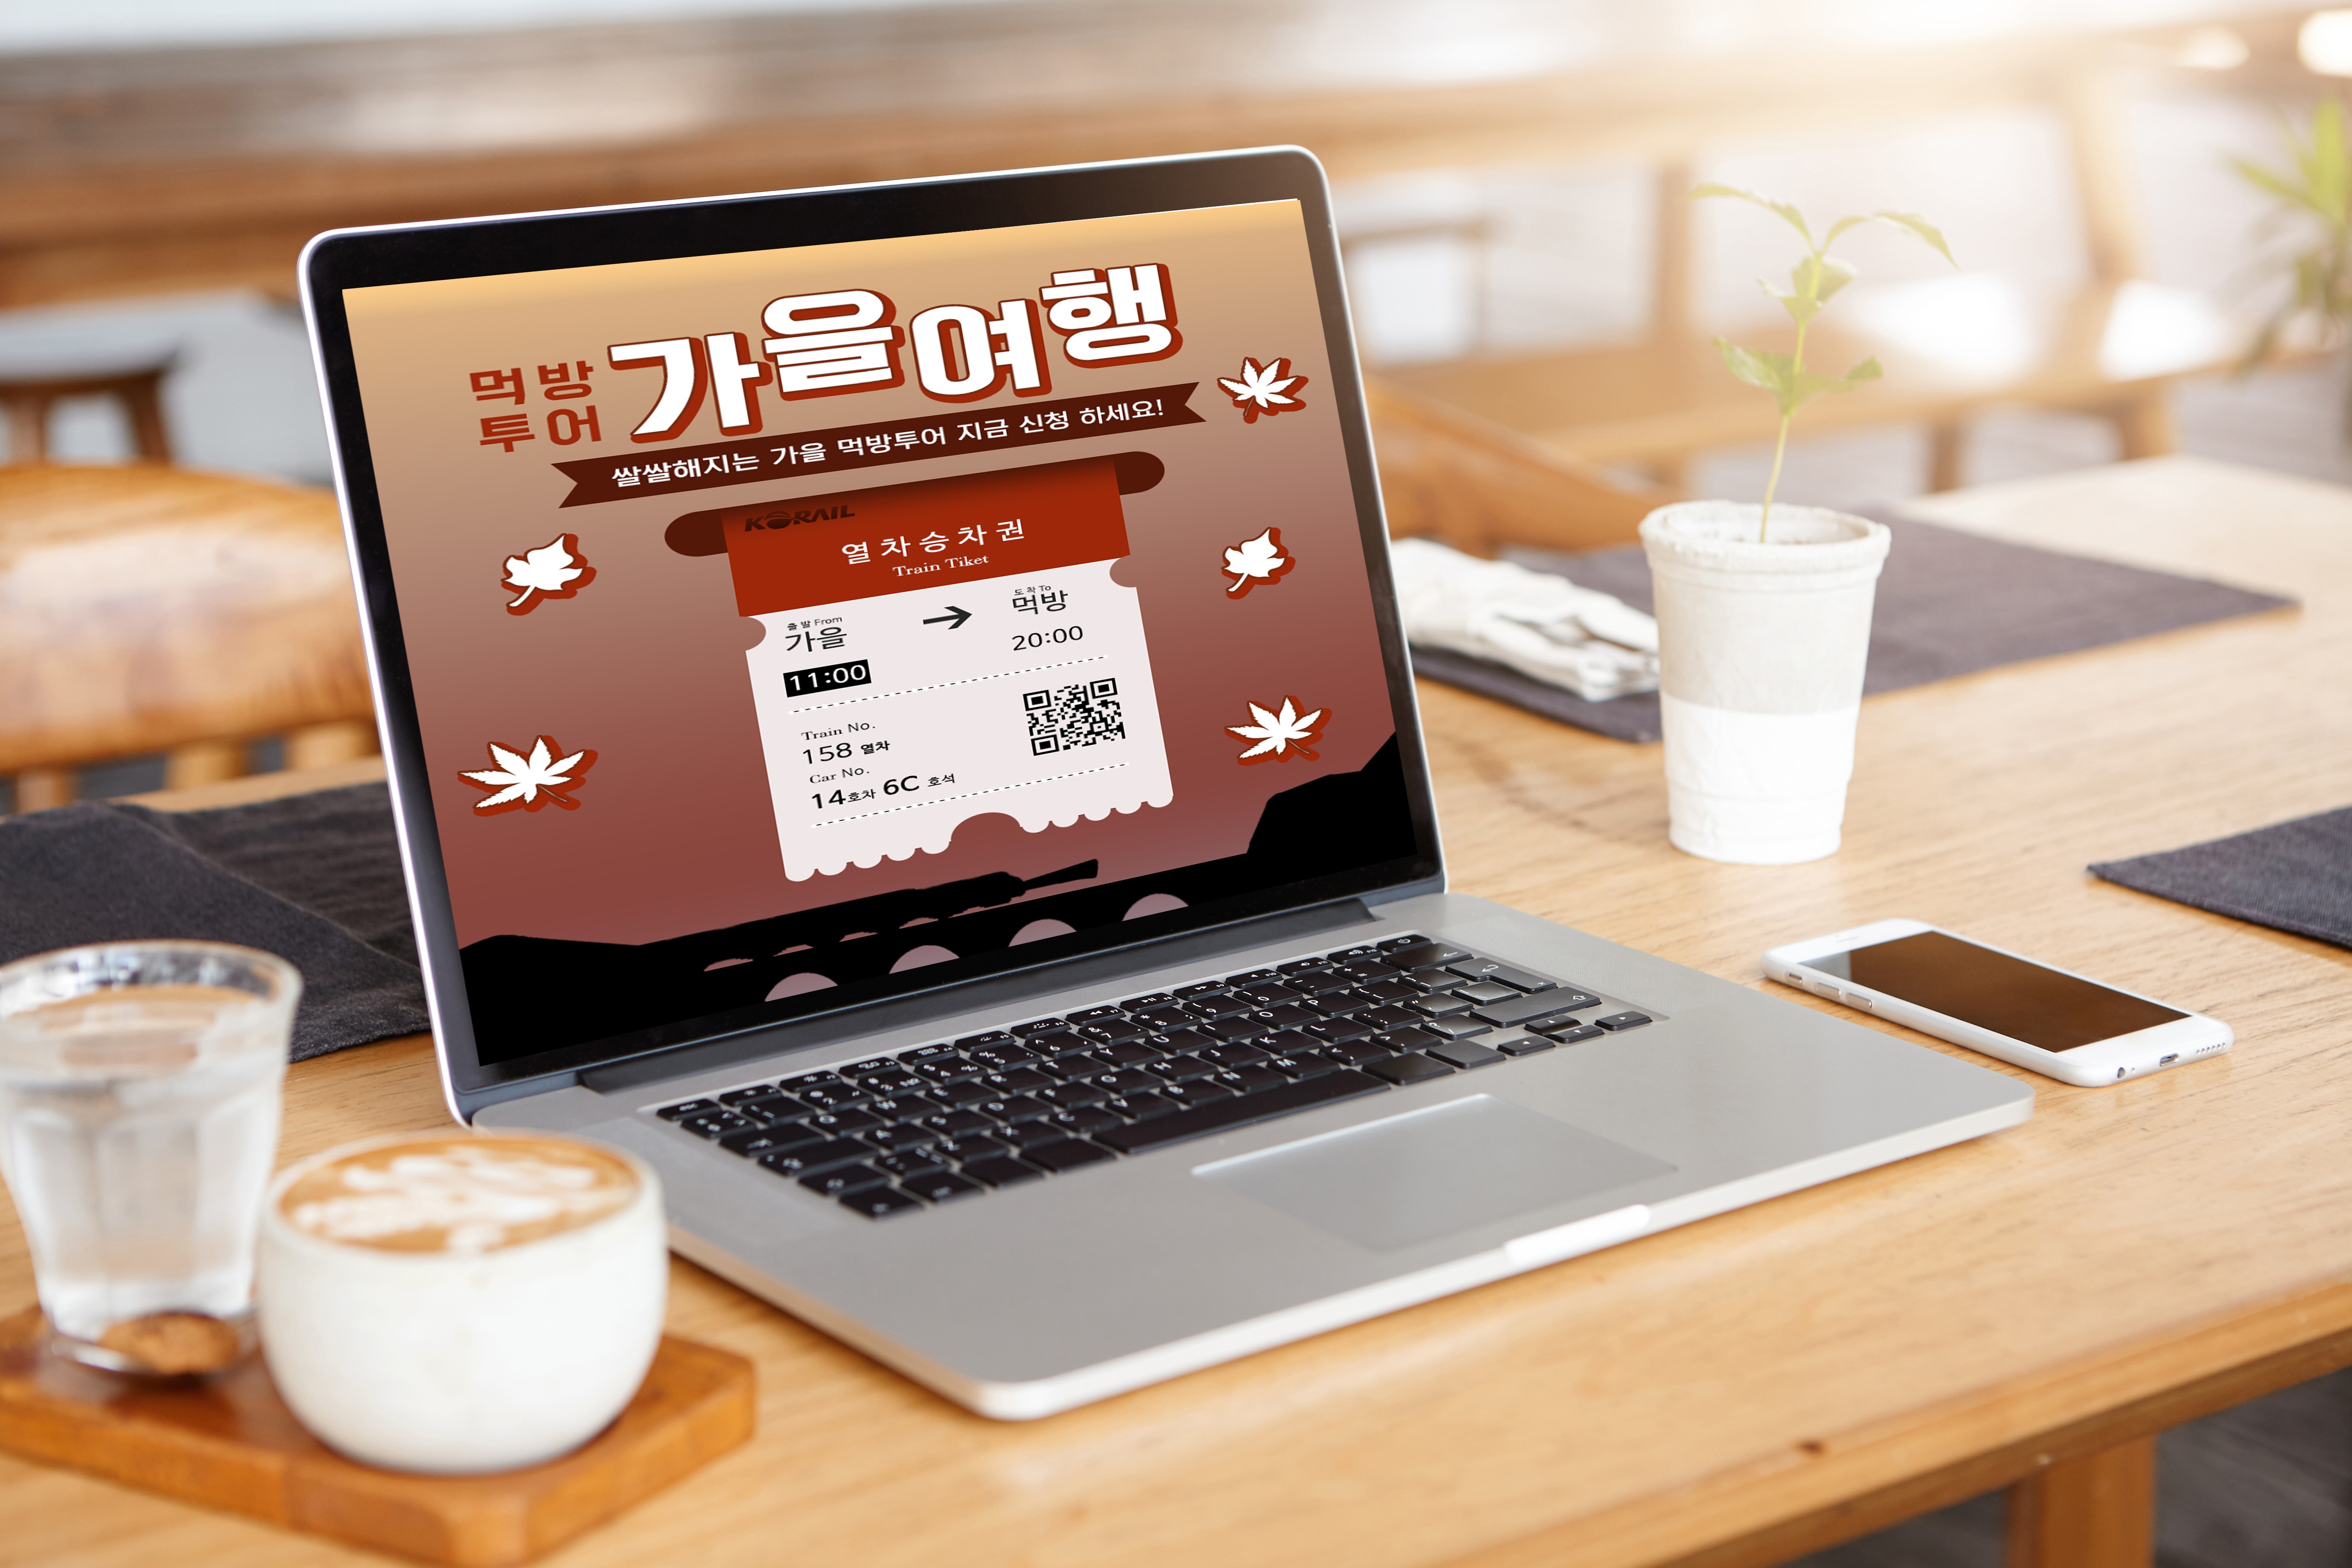 먹방
투어
가을여행
쌀쌀해지는 가을 먹방투어 지금 신청 하세요!
KORAIL
열차승차권
Train Tiket
출발 From
가을
도착 To
먹방
11:00
20:00
Train No.
158 열차
Car No.
14호차 6C 호석